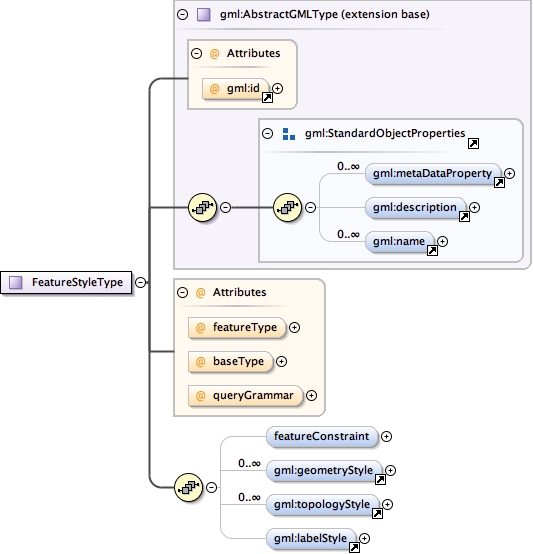 gml:AbstractGMLType (extension base)
@ Attributes
@ gml:id
gml:StandardObjectProperties
0..∞
gml:metaDataProperty
gml:description
0..∞
gml:name
FeatureStyleType
@ Attributes
@ featureType
@ baseType
@ queryGrammar
featureConstraint
0..∞
gml:geometryStyle
0..∞
gml:topologyStyle
gml:labelStyle